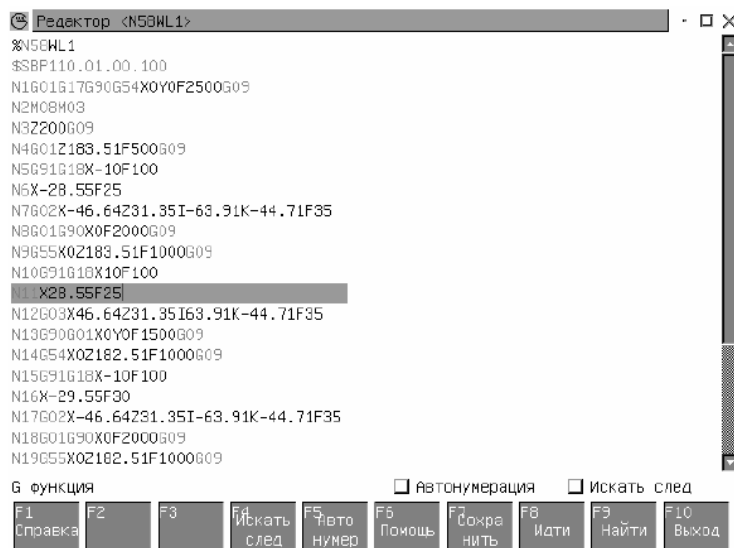 Редактор <N58WL1>
%N58WL1
$SBP110.01.00.100
N1G01G17G90G54X0Y0F2500G09
N2M08M03
N3Z200G09
N4G01Z183.51F500G09
N5G91G18X-10F100
N6X-28.55F25
N7G02X-46.64Z31.35I-63.91K-44.71F35
N8G01G90X0F2000G09
N9G55X0Z183.51F1000G09
N10G91G18X10F100
N11X28.55F25
N12G03X46.64Z31.35I63.91K-44.71F35
N13G90G01X0Y0F1500G09
N14G54X0Z182.51F1000G09
N15G91G18X-10F100
N16X-29.55F30
N17G02X-46.64Z31.35I-63.91K-44.71F35
N18G01G90X0F2000G09
N19G55X0Z182.51F1000G09
G функция Автонумерация Искать след
F1 F2 F3 F4 F5 F6 F7 F8 F9 F10
Справка Искать Авто Помощь Сохра Идти Найти Выход
след нумер нить